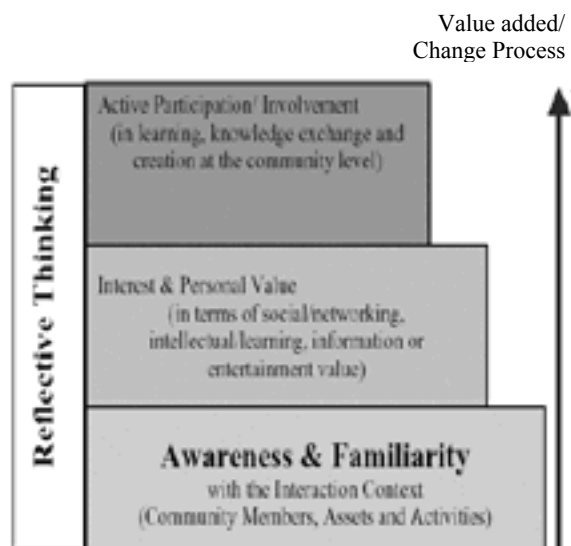 Value added/
Change Process
Reflective Thinking
Active Participation/ Involvement
(in learning, knowledge exchange and
creation at the community level)
Interest & Personal Value
(in terms of social/networking,
intellectual/learning, information or
entertainment value)
Awareness & Familiarity
with the Interaction Context
(Community Members, Assets and Activities)